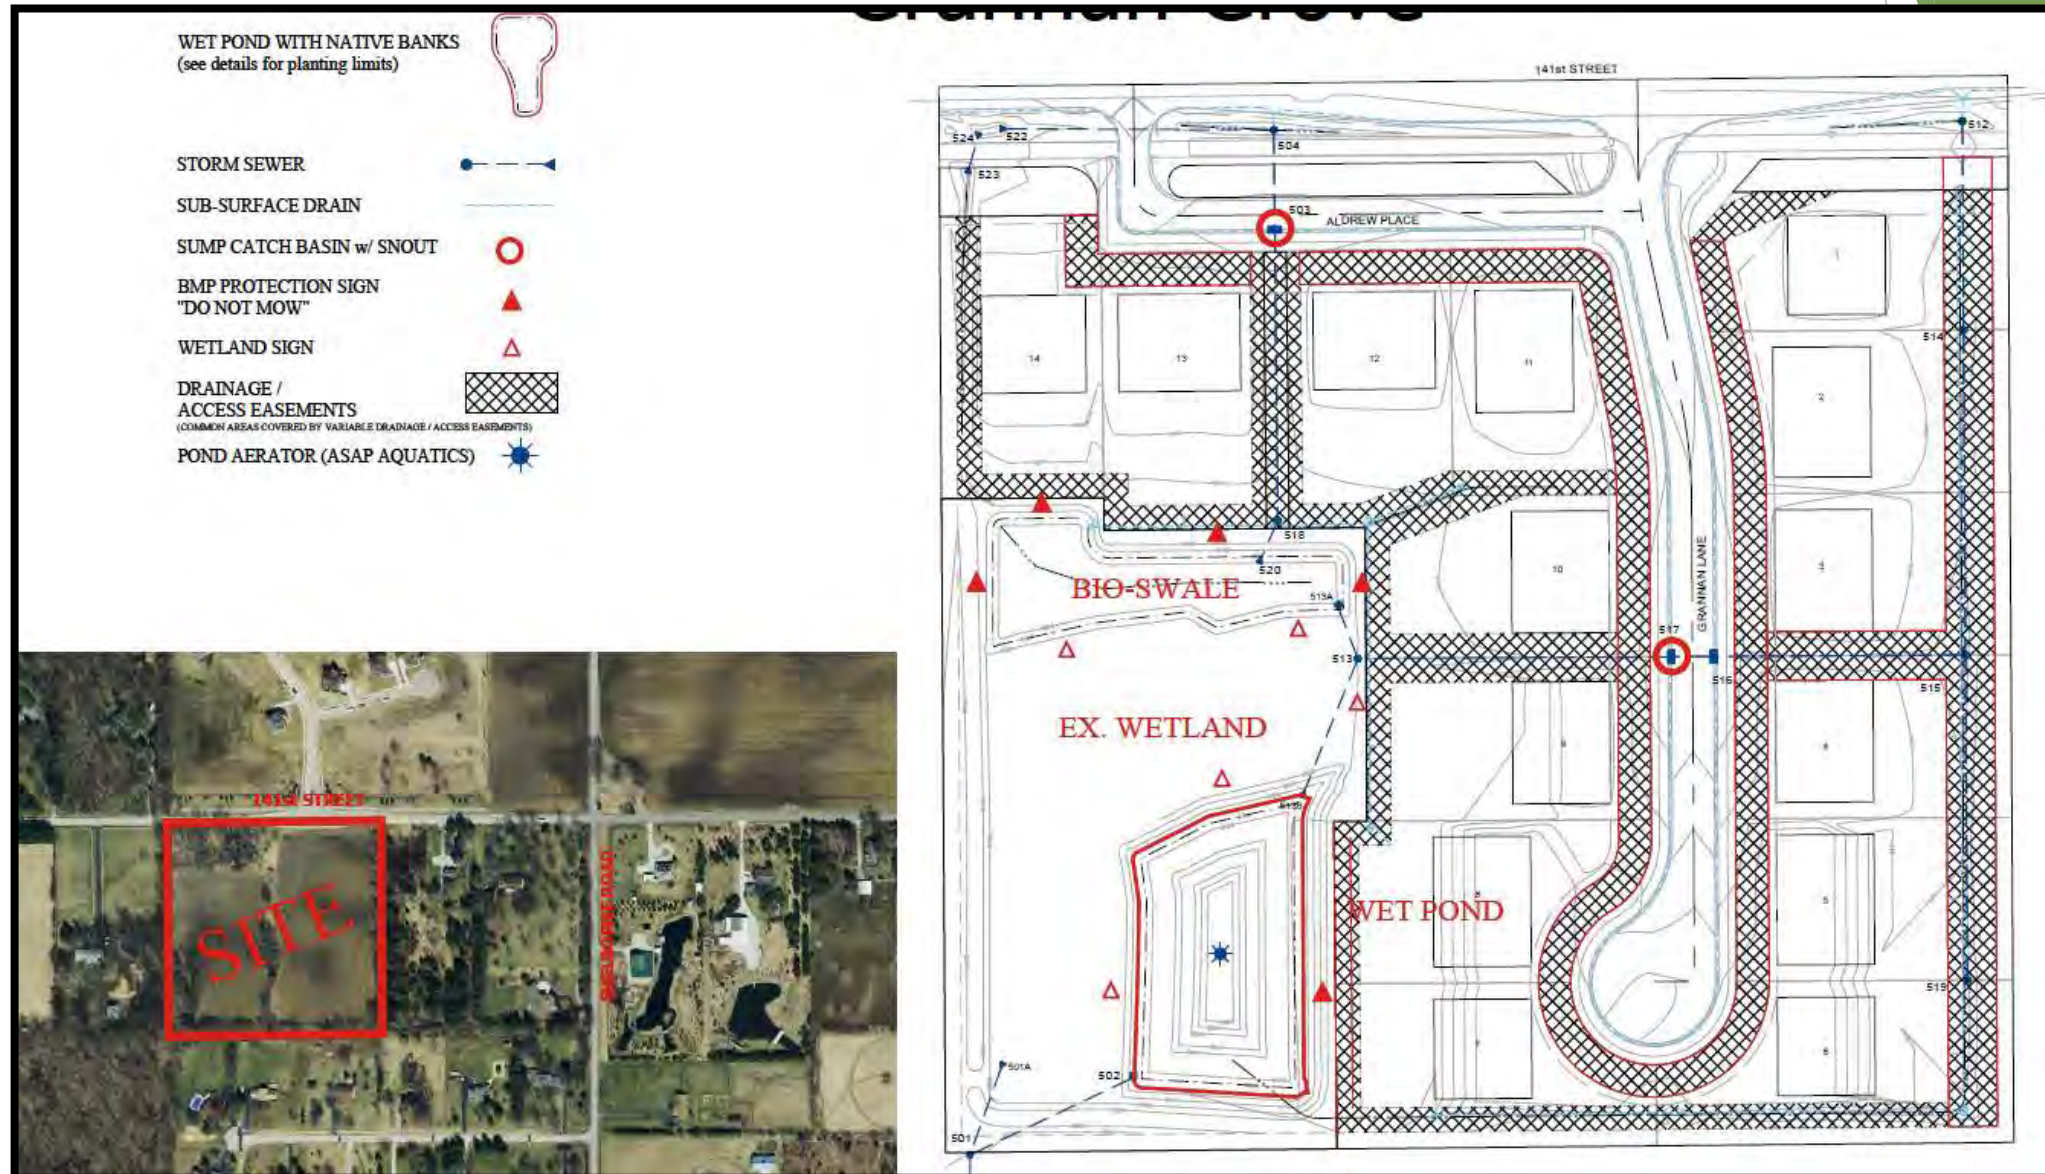 Grannan Grove
WET POND WITH NATIVE BANKS
(see details for planting limits)
STORM SEWER
SUB-SURFACE DRAIN
SUMP CATCH BASIN w/ SNOUT
BMP PROTECTION SIGN
"DO NOT MOW"
WETLAND SIGN
DRAINAGE /
ACCESS EASEMENTS
(COMMON AREAS COVERED BY VARIABLE DRAINAGE / ACCESS EASEMENTS)
POND AERATOR (ASAP AQUATICS)
141st STREET
SITE
141st STREET
524
522
504
512
523
503
ALDREW PLACE
1
14
13
12
11
514
2
518
520
BIO-SWALE
513A
10
GRANNAN LANE
517
513
516
515
EX. WETLAND
4
513B
WET POND
5
519
6
501A
502
501